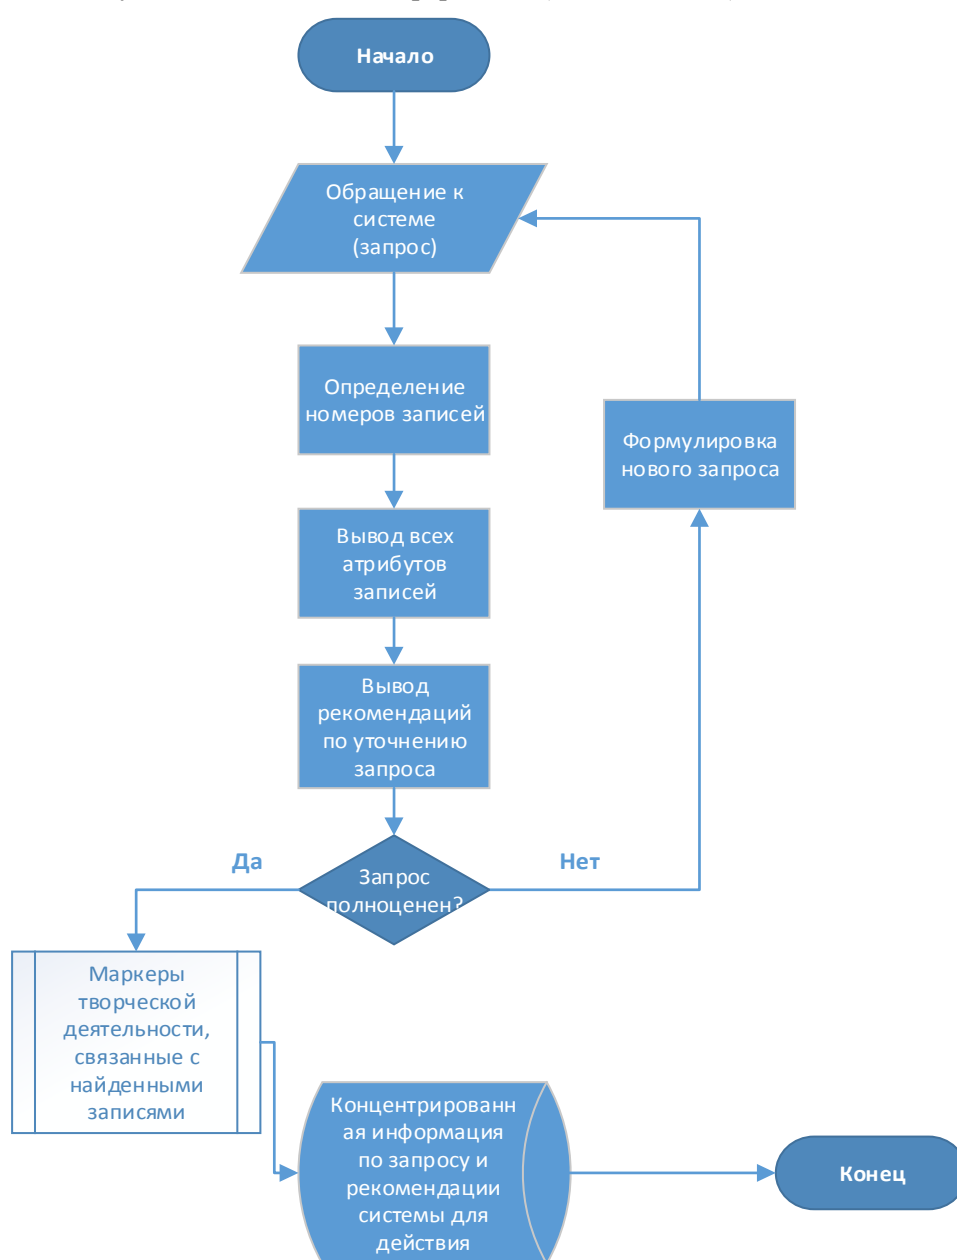 Начало
Обращение к
системе
(запрос)
Определение
номеров записей
Формулировка
нового запроса
Вывод всех
атрибутов
записей
Вывод
рекомендаций
по уточнению
запроса
Да
Нет
Запрос
полноценен?
Маркеры
творческой
деятельности,
связанные с
найденными
записями
Концентрированн
ая информация
по запросу и
рекомендации
системы для
действия
Конец